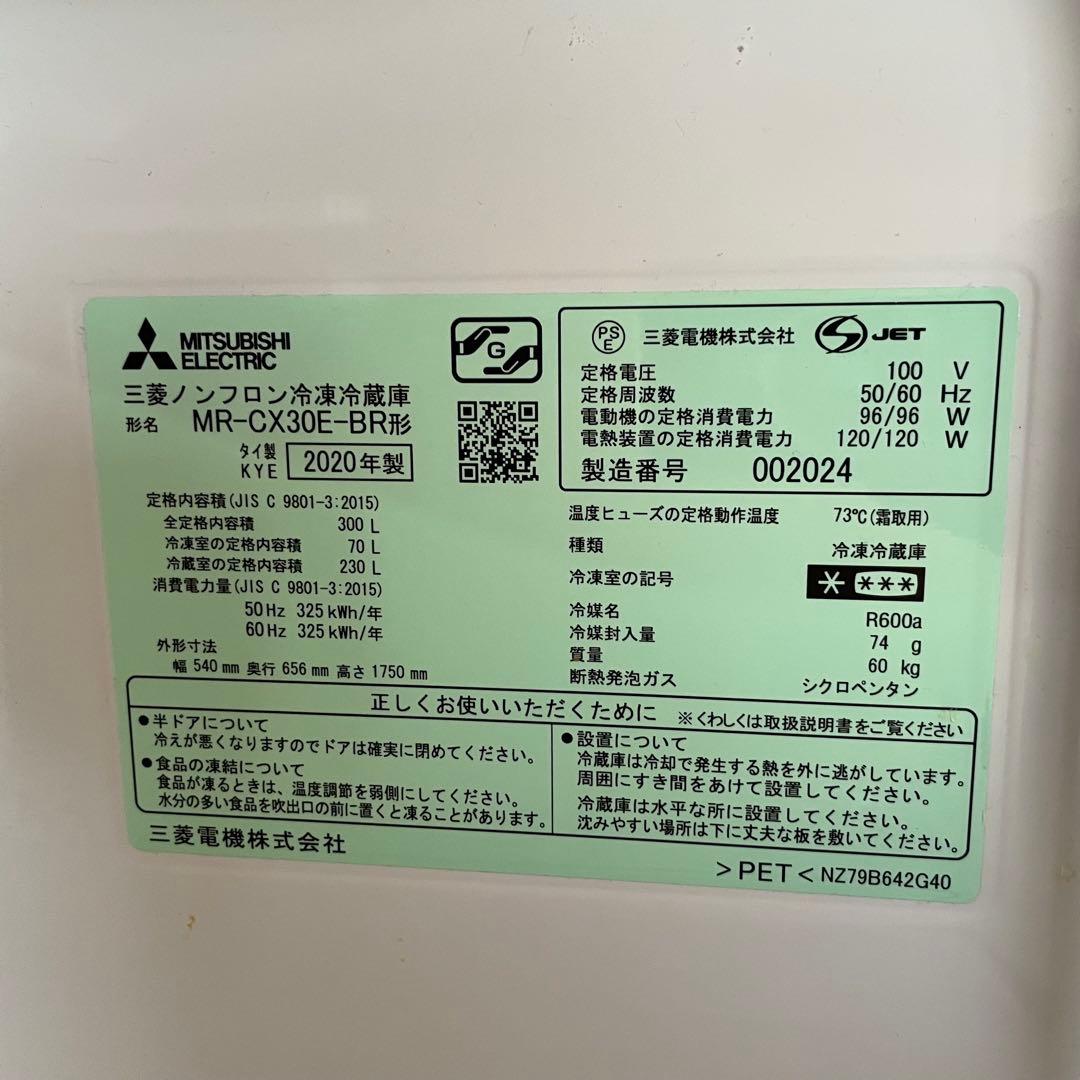 MITSUBISHI
ELECTRIC
G
三菱ノンフロン冷凍冷蔵庫
形名 MR-CX30E-BR形
タイ製
KYE
2020年製
定格内容積(JIS C 9801-3:2015)
全定格内容積 300 L
冷凍室の定格内容積 70 L
冷蔵室の定格内容積 230 L
消費電力量(JIS C 9801-3:2015)
50Hz 325kWh/年
60Hz 325kWh/年
外形寸法
幅 540mm 奥行 656mm 高さ 1750mm
PS
E
三菱電機株式会社
JET
定格電圧 100 V
定格周波数 50/60 Hz
電動機の定格消費電力 96/96 W
電熱装置の定格消費電力 120/120 W
製造番号 002024
温度ヒューズの定格動作温度 73℃(霜取用)
種類 冷凍冷蔵庫
冷凍室の記号 * ***
冷媒名 R600a
冷媒封入量 74 g
質量 60 kg
断熱発泡ガス シクロペンタン
正しくお使いいただくために ※くわしくは取扱説明書をご覧ください
●半ドアについて
冷えが悪くなりますのでドアは確実に閉めてください。
●食品の凍結について
食品が凍るときは、温度調節を弱側にしてください。
水分の多い食品を吹出口の前に置くと凍ることがあります。
●設置について
冷蔵庫は冷却で発生する熱を外に逃がしています。
周囲にすき間をあけて設置してください。
冷蔵庫は水平な所に設置してください。
沈みやすい場所は下に丈夫な板を敷いてください。
三菱電機株式会社
>PET< NZ79B642G40